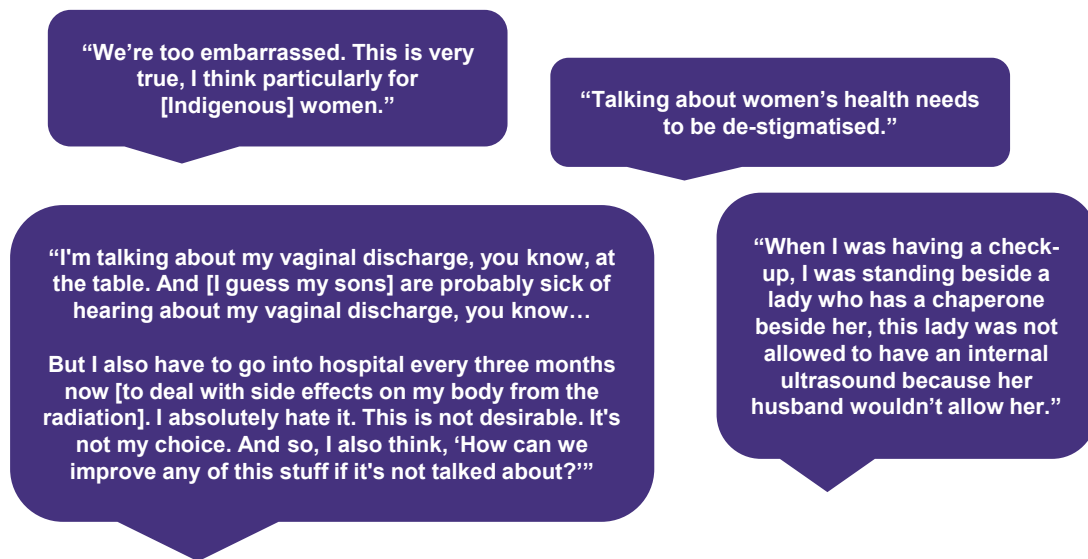 “We’re too embarrassed. This is very
true, I think particularly for
[Indigenous] women.”
“Talking about women’s health needs
to be de-stigmatised.”
“I'm talking about my vaginal discharge, you know, at
the table. And [I guess my sons] are probably sick of
hearing about my vaginal discharge, you know…
But I also have to go into hospital every three months
now [to deal with side effects on my body from the
radiation]. I absolutely hate it. This is not desirable. It's
not my choice. And so, I also think, ‘How can we
improve any of this stuff if it's not talked about?’”
“When I was having a check-
up, I was standing beside a
lady who has a chaperone
beside her, this lady was not
allowed to have an internal
ultrasound because her
husband wouldn’t allow her.”